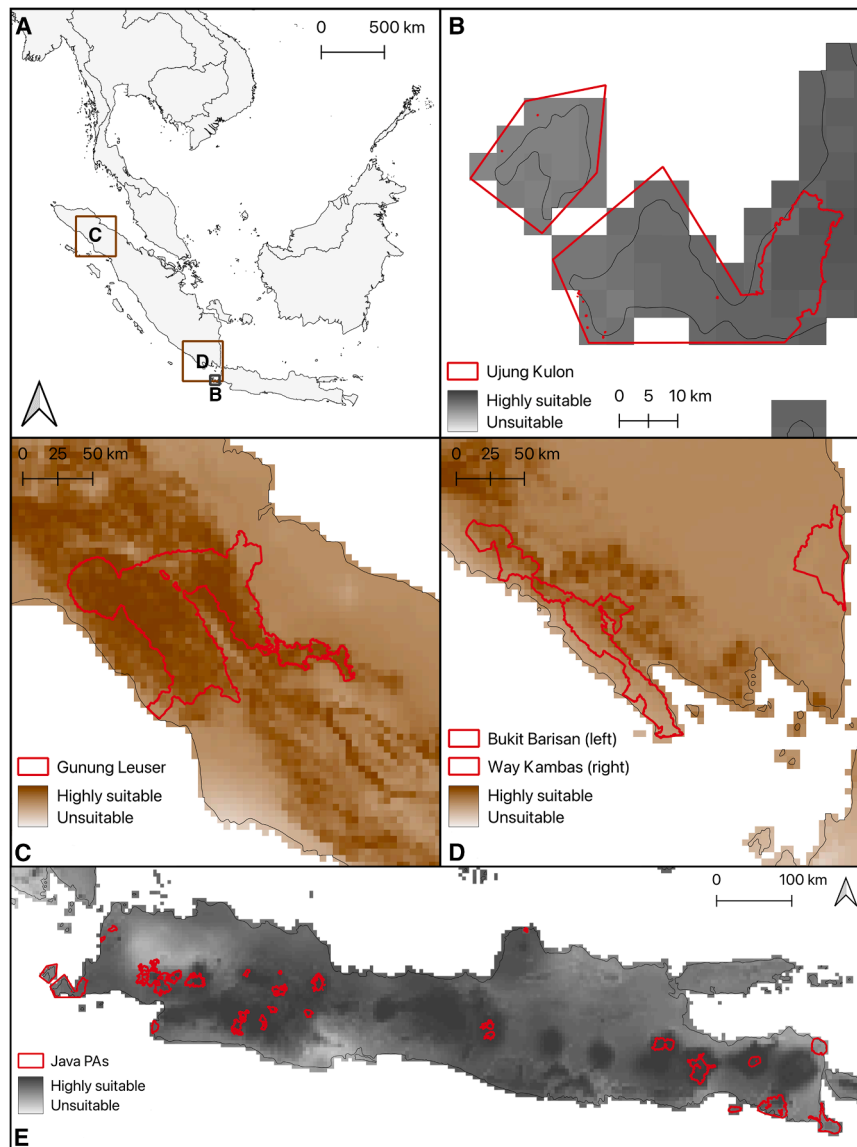 A
0 500 km
C
D
B
B
Ujung Kulon
Highly suitable
Unsuitable
0 5 10 km
0 25 50 km
Gunung Leuser
Highly suitable
Unsuitable
C
0 25 50 km
Bukit Barisan (left)
Way Kambas (right)
Highly suitable
Unsuitable
D
0 100 km
Java PAs
Highly suitable
Unsuitable
E